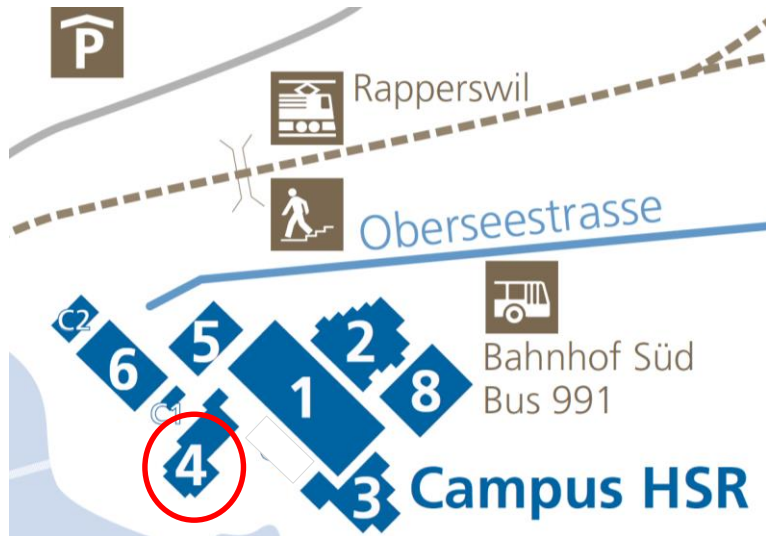 P
Rapperswil
Oberseestrasse
Bahnhof Süd
Bus 991
C2
6
5
2
1
8
C1
4
3
Campus HSR